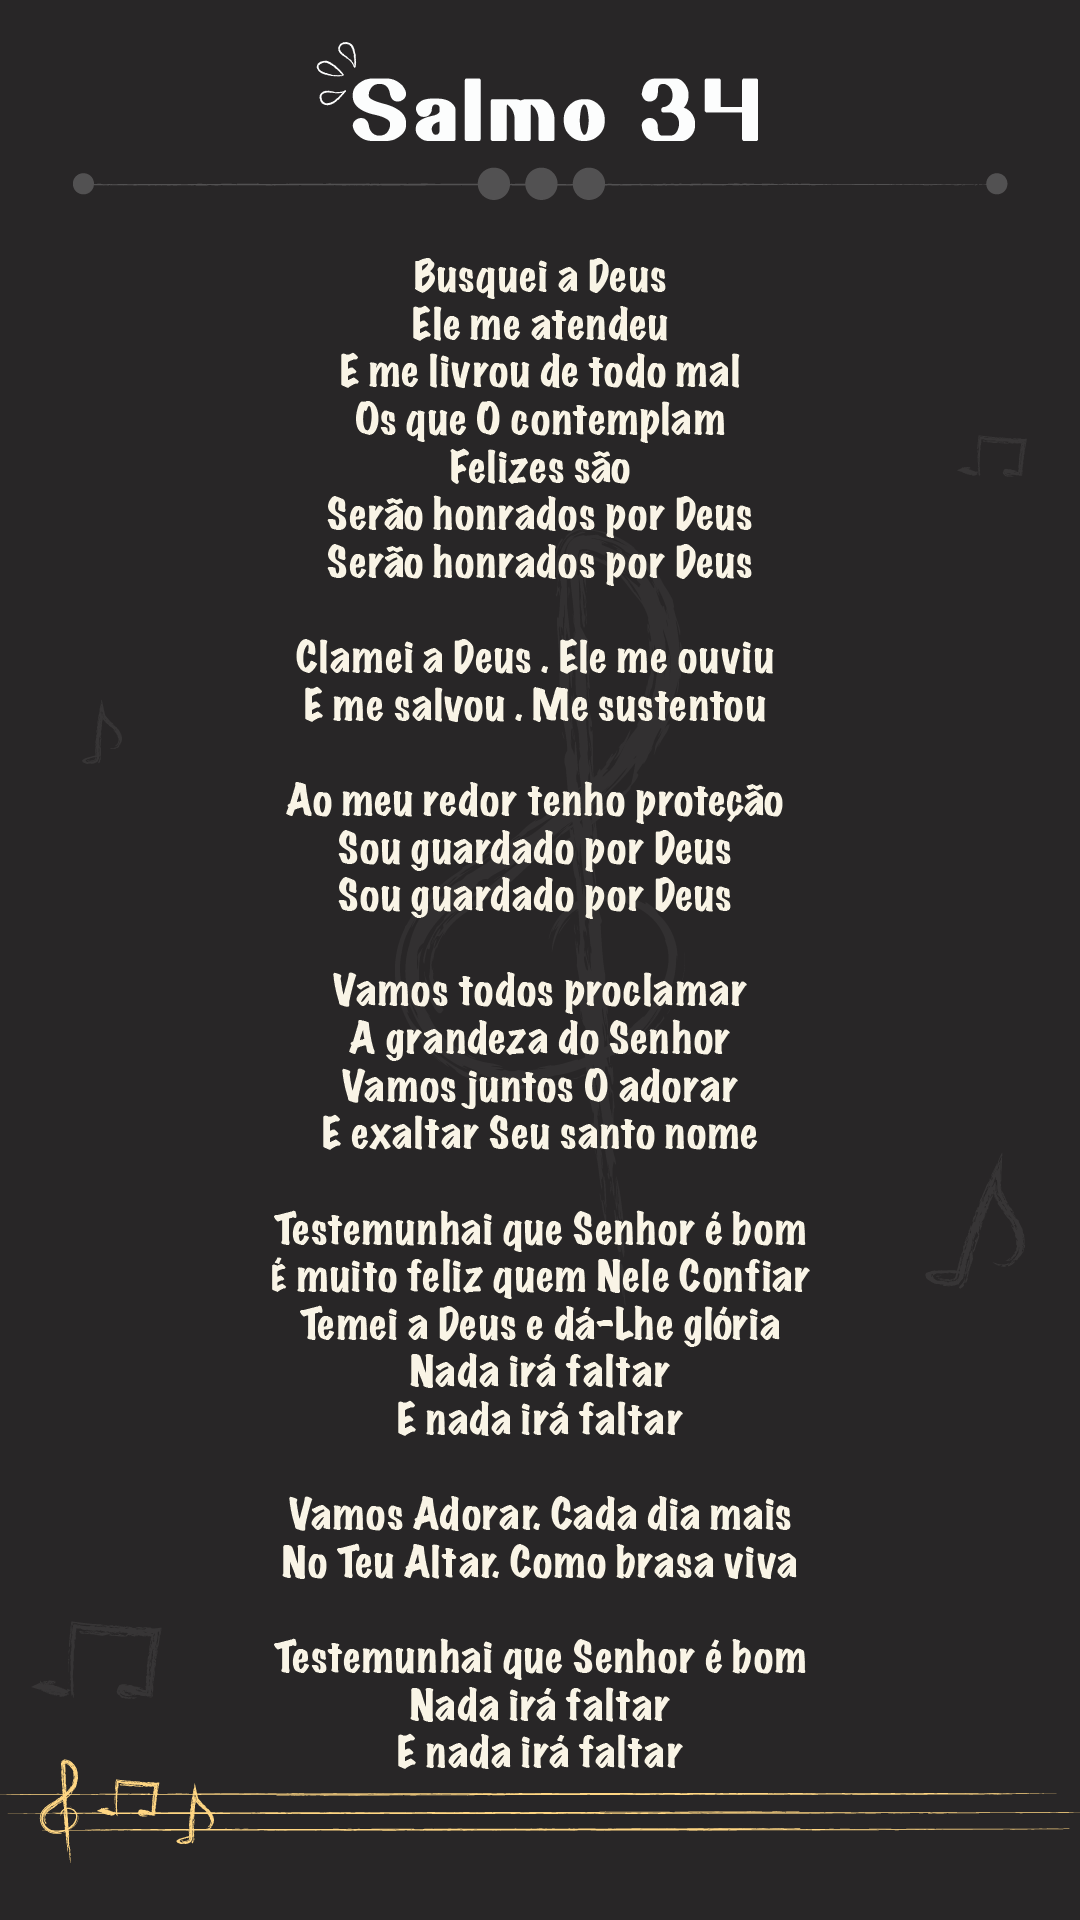 Salmo 34
Busquei a Deus
Ele me atendeu
E me livrou de todo mal
Os que O contemplam
Felizes são
Serão honrados por Deus
Serão honrados por Deus
Clamei a Deus . Ele me ouviu
E me salvou . Me sustentou
Ao meu redor tenho proteção
Sou guardado por Deus
Sou guardado por Deus
Vamos todos proclamar
A grandeza do Senhor
Vamos juntos O adorar
E exaltar Seu santo nome
Testemunhai que Senhor é bom
É muito feliz quem Nele Confiar
Temei a Deus e dá-Lhe glória
Nada irá faltar
E nada irá faltar
Vamos Adorar. Cada dia mais
No Teu Altar. Como brasa viva
Testemunhai que Senhor é bom
Nada irá faltar
E nada irá faltar